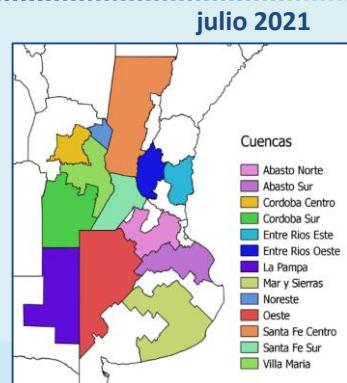 julio 2021
Cuencas
Abasto Norte
Abasto Sur
Cordoba Centro
Cordoba Sur
Entre Rios Este
Entre Rios Oeste
La Pampa
Mar y Sierras
Noreste
Oeste
Santa Fe Centro
Santa Fe Sur
Villa Maria